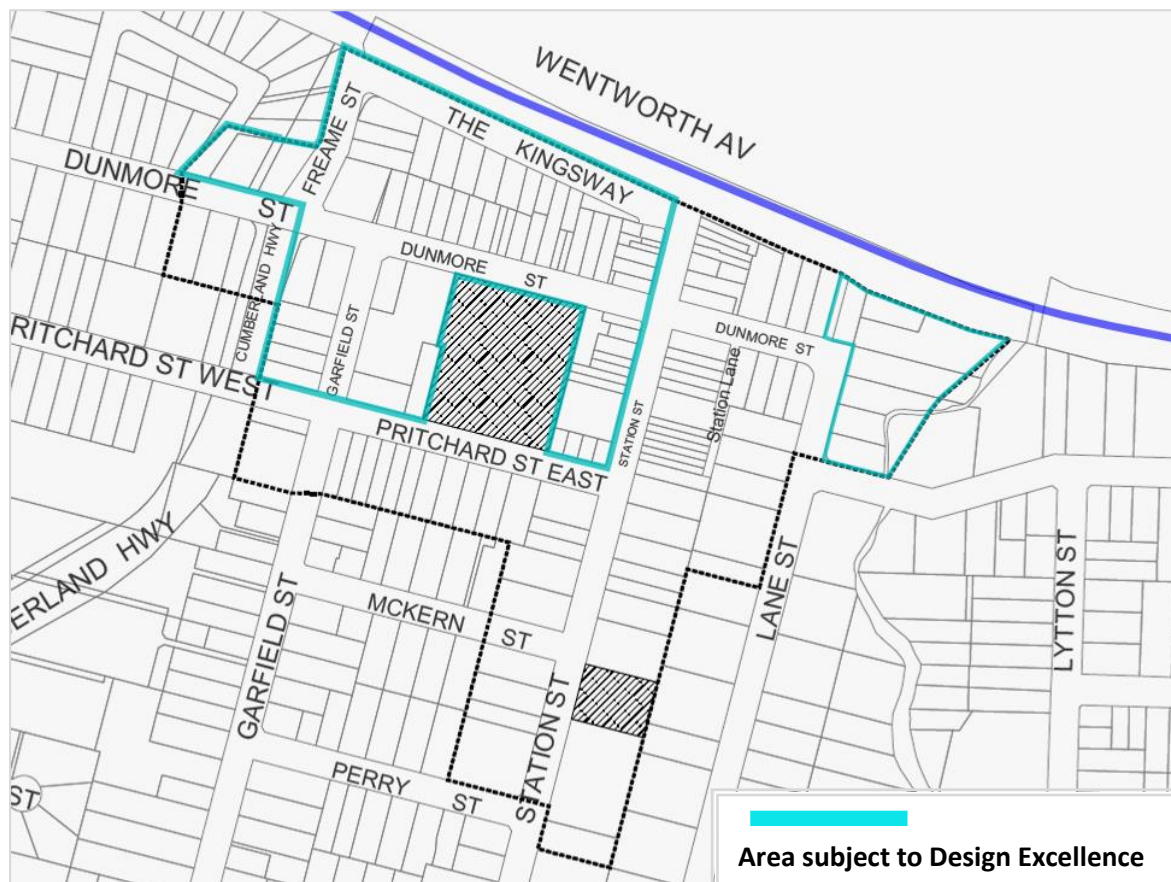 WENTWORTH AV
THE KINGSWAY
FREAME ST
DUNMORE ST
CUMBERLAND HWY
DUNMORE ST
GARFIELD ST
DUNMORE ST
Station Lane
STATION ST
RITCHARD ST WEST
PRITCHARD ST EAST
ERLAND HWY
GARFIELD ST
MCKERN ST
LANE ST
LYTTON ST
STATION ST
PERRY ST
ST
Area subject to Design Excellence